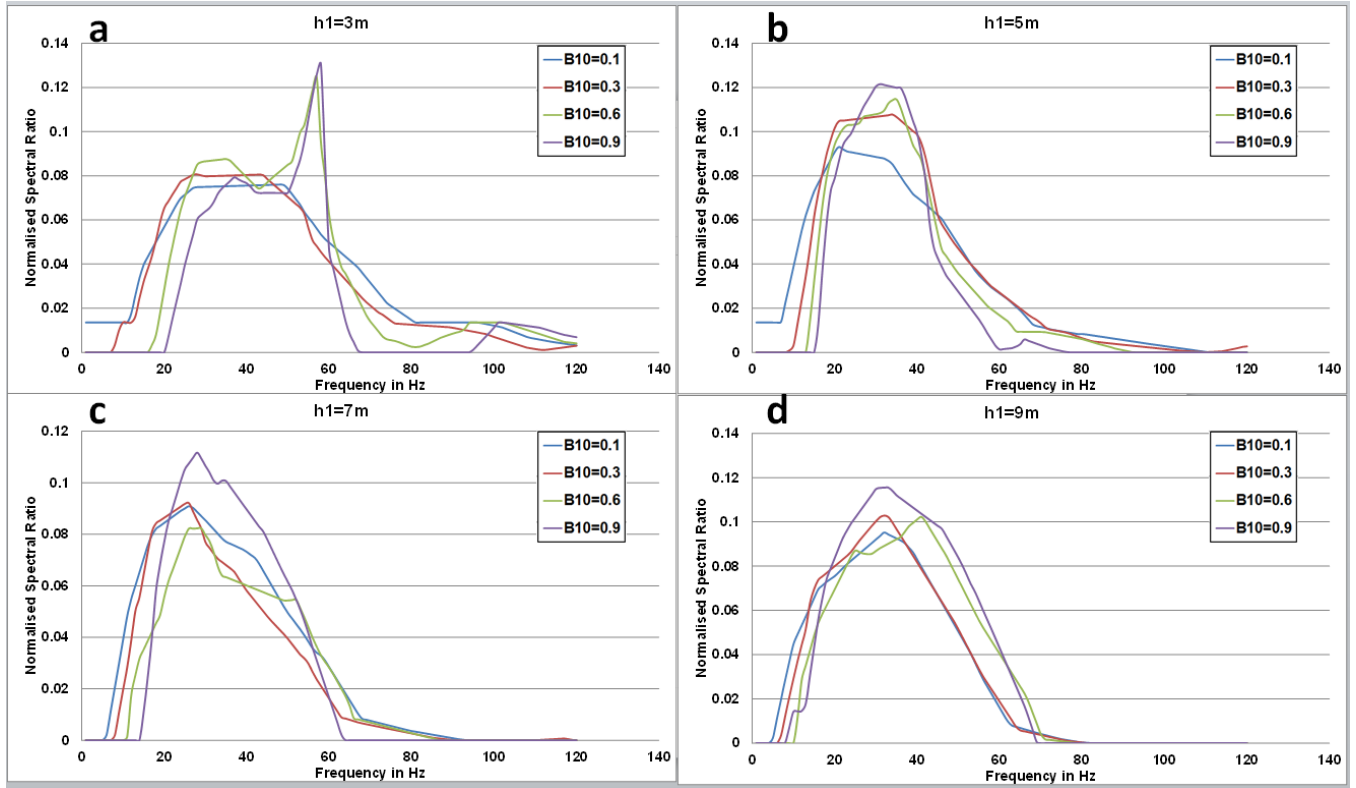 a
h1=3m
Normalised Spectral Ratio
0.14
0.12
0.1
0.08
0.06
0.04
0.02
0
B10=0.1
B10=0.3
B10=0.6
B10=0.9
0 20 40 60 80 100 120 140
Frequency in Hz
b
h1=5m
Normalised Spectral Ratio
0.14
0.12
0.1
0.08
0.06
0.04
0.02
0
B10=0.1
B10=0.3
B10=0.6
B10=0.9
0 20 40 60 80 100 120 140
Frequency in Hz
c
h1=7m
Normalised Spectral Ratio
0.12
0.1
0.08
0.06
0.04
0.02
0
B10=0.1
B10=0.3
B10=0.6
B10=0.9
0 20 40 60 80 100 120 140
Frequency in Hz
d
h1=9m
Normalised Spectral Ratio
0.14
0.12
0.1
0.08
0.06
0.04
0.02
0
B10=0.1
B10=0.3
B10=0.6
B10=0.9
0 20 40 60 80 100 120 140
Frequency in Hz